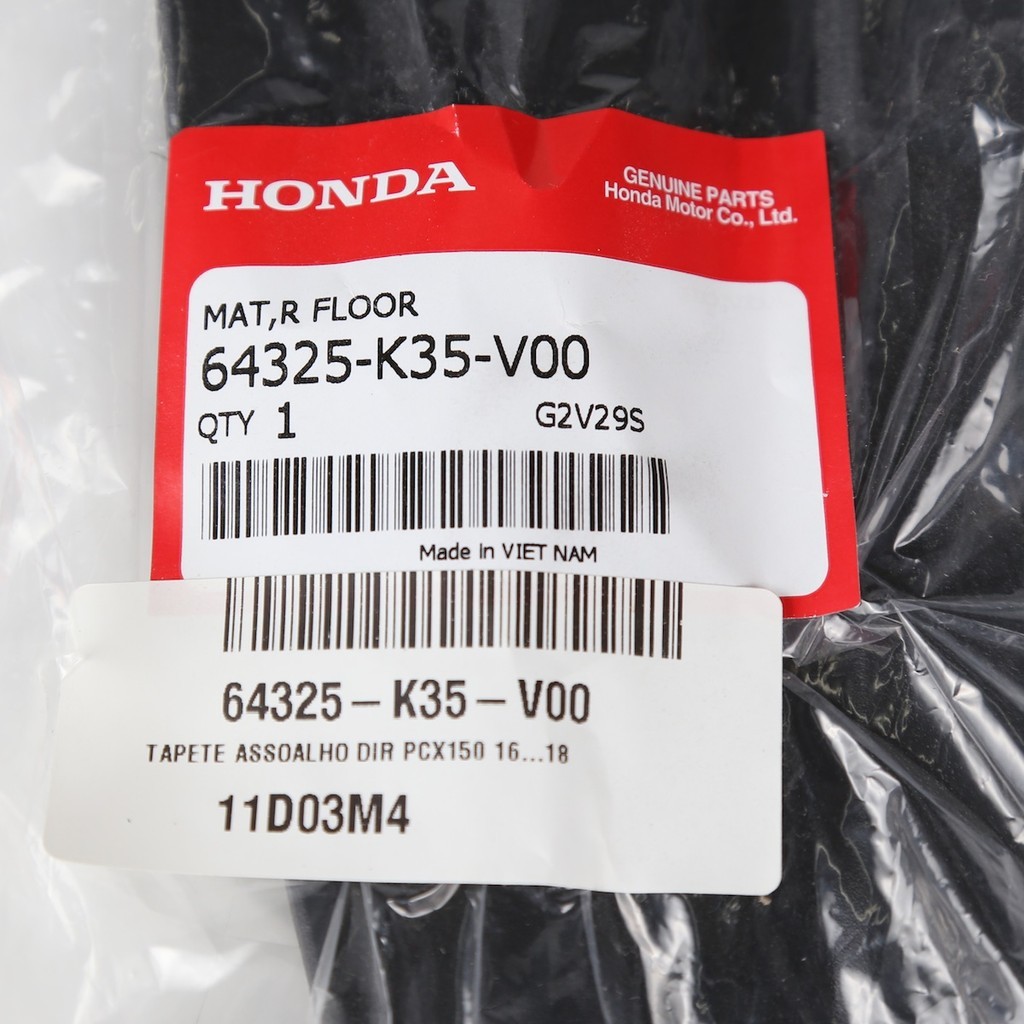 HONDA
GENUINE PARTS
Honda Motor Co., Ltd.
MAT,R FLOOR
64325-K35-V00
QTY 1 G2V29S
Made in VIET NAM
64325-K35-V00
TAPETE ASSOALHO DIR PCX150 16...18
11D03M4